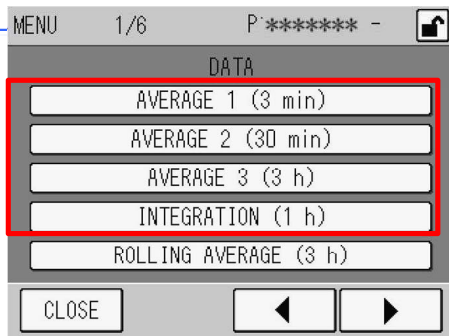 MENU 1/6 P ******* -
DATA
AVERAGE 1 (3 min)
AVERAGE 2 (30 min)
AVERAGE 3 (3 h)
INTEGRATION (1 h)
ROLLING AVERAGE (3 h)
CLOSE